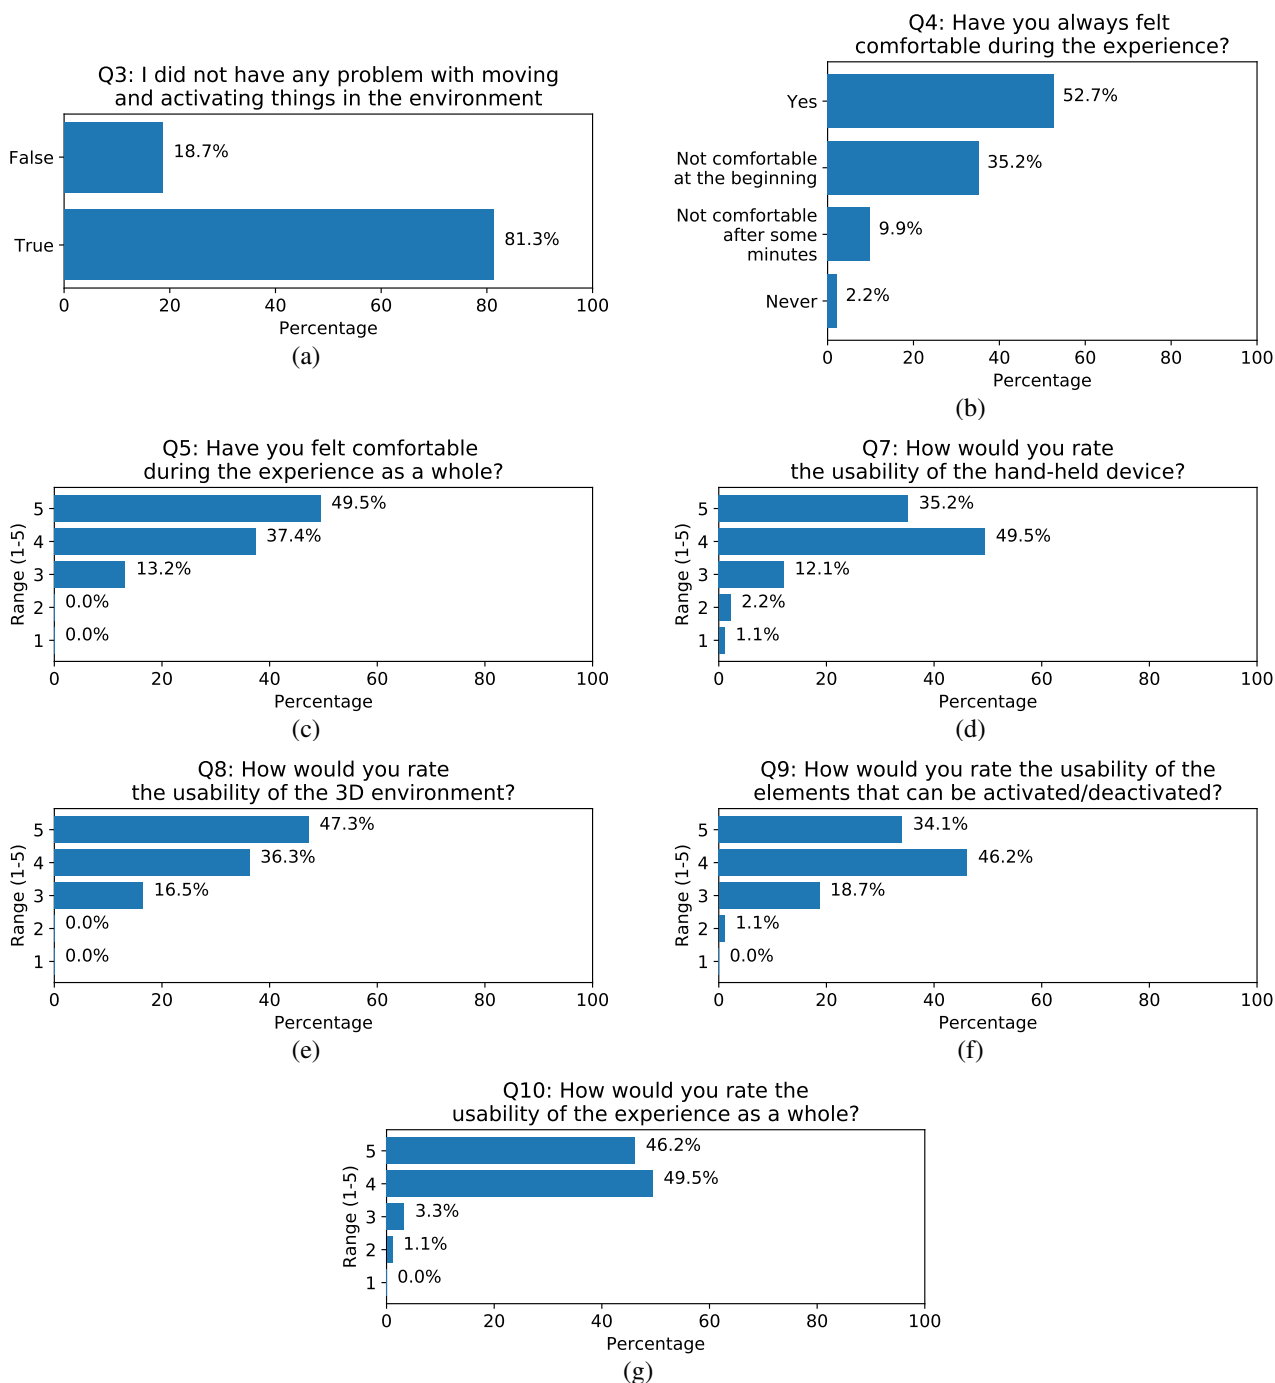 Q3: I did not have any problem with moving
and activating things in the environment
False
18.7%
True
81.3%
0 20 40 60 80 100
Percentage
(a)
Q4: Have you always felt
comfortable during the experience?
Yes
52.7%
Not comfortable
at the beginning
35.2%
Not comfortable
after some
minutes
9.9%
Never
2.2%
0 20 40 60 80 100
Percentage
(b)
Q5: Have you felt comfortable
during the experience as a whole?
Range (1-5)
5 49.5%
4 37.4%
3 13.2%
2 0.0%
1 0.0%
0 20 40 60 80 100
Percentage
(c)
Q7: How would you rate
the usability of the hand-held device?
Range (1-5)
5 35.2%
4 49.5%
3 12.1%
2 2.2%
1 1.1%
0 20 40 60 80 100
Percentage
(d)
Q8: How would you rate
the usability of the 3D environment?
Range (1-5)
5 47.3%
4 36.3%
3 16.5%
2 0.0%
1 0.0%
0 20 40 60 80 100
Percentage
(e)
Q9: How would you rate the usability of the
elements that can be activated/deactivated?
Range (1-5)
5 34.1%
4 46.2%
3 18.7%
2 1.1%
1 0.0%
0 20 40 60 80 100
Percentage
(f)
Q10: How would you rate the
usability of the experience as a whole?
Range (1-5)
5 46.2%
4 49.5%
3 3.3%
2 1.1%
1 0.0%
0 20 40 60 80 100
Percentage
(g)